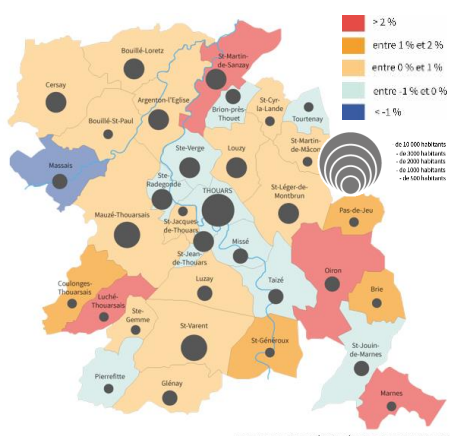 > 2 %
entre 1 % et 2 %
entre 0 % et 1 %
entre -1 % et 0 %
< -1 %
de 10 000 habitants
- de 3000 habitants
- de 2000 habitants
- de 1000 habitants
- de 500 habitants
Bouillé-Loretz
St-Martin-
de-Sanzay
Cersay
Argenton-l'Eglise
Brion-près-
Thouet
St-Cyr-
la-Lande
Tourtenay
Bouillé-St-Paul
St-Martin-
de-Mâcon
Massais
Ste-Verge
Louzy
Ste-
Radegonde
THOUARS
St-Léger-de-
Montbrun
Mauzé-Thouarsais
St-Jacques-
de-Thouars
Pas-de-Jeu
Missé
St-Jean-
de-Thouars
Coulonges-
Thouarsais
Luché-
Thouarsais
Luzay
Taizé
Oiron
Brie
Ste-
Gemme
St-Varent
St-Généroux
St-Jouin-
de-Marnes
Pierrefitte
Glénay
Marnes